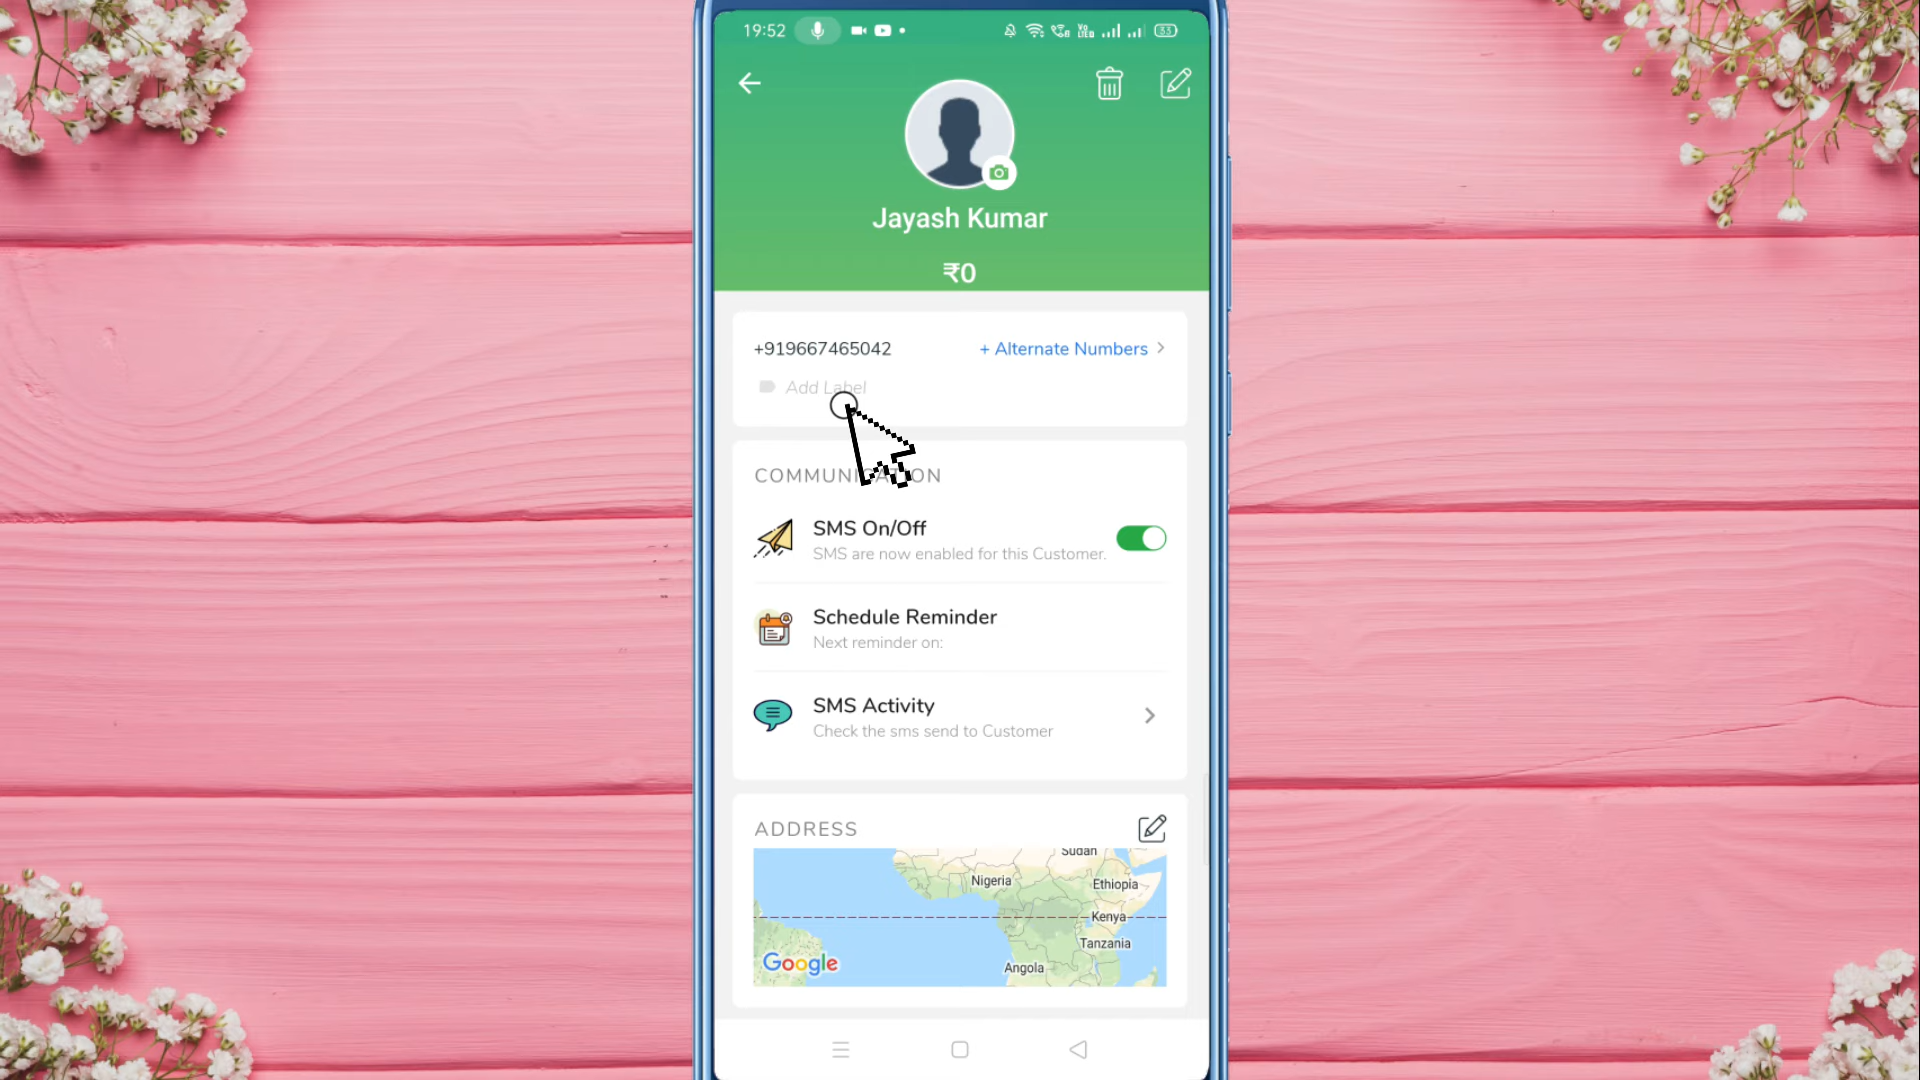 19:52
33
Jayash Kumar
₹0
+919667465042
+ Alternate Numbers
Add Label
COMMUNICATION
SMS On/Off
SMS are now enabled for this Customer.
Schedule Reminder
Next reminder on:
SMS Activity
Check the sms send to Customer
ADDRESS
Sudan
Nigeria
Ethiopia
Kenya
Tanzania
Angola
Google